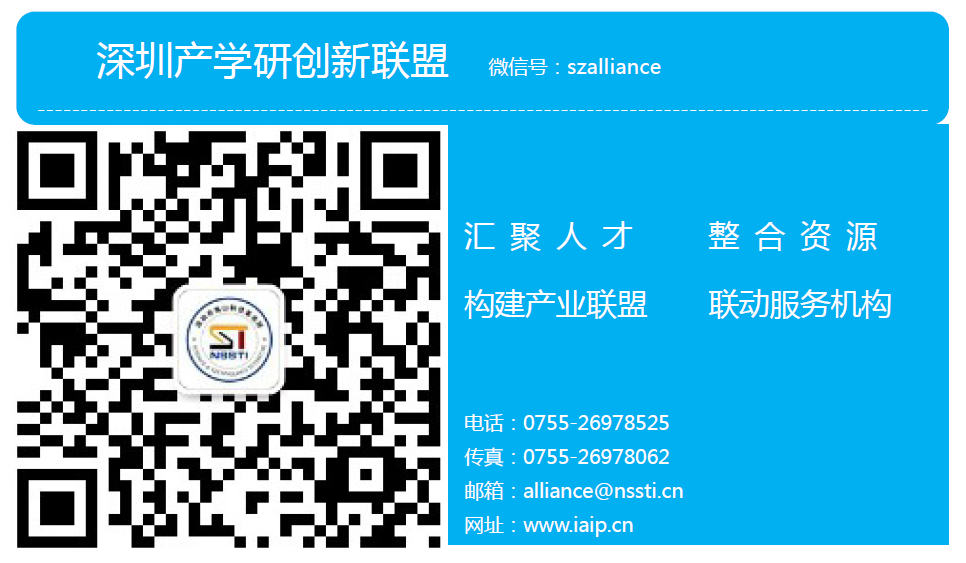 深圳产学研创新联盟 微信号：szalliance
汇聚人才 整合资源
构建产业联盟 联动服务机构
NSSTI
电话：0755-26978525
传真：0755-26978062
邮箱：alliance@nssti.cn
网址：www.iaip.cn